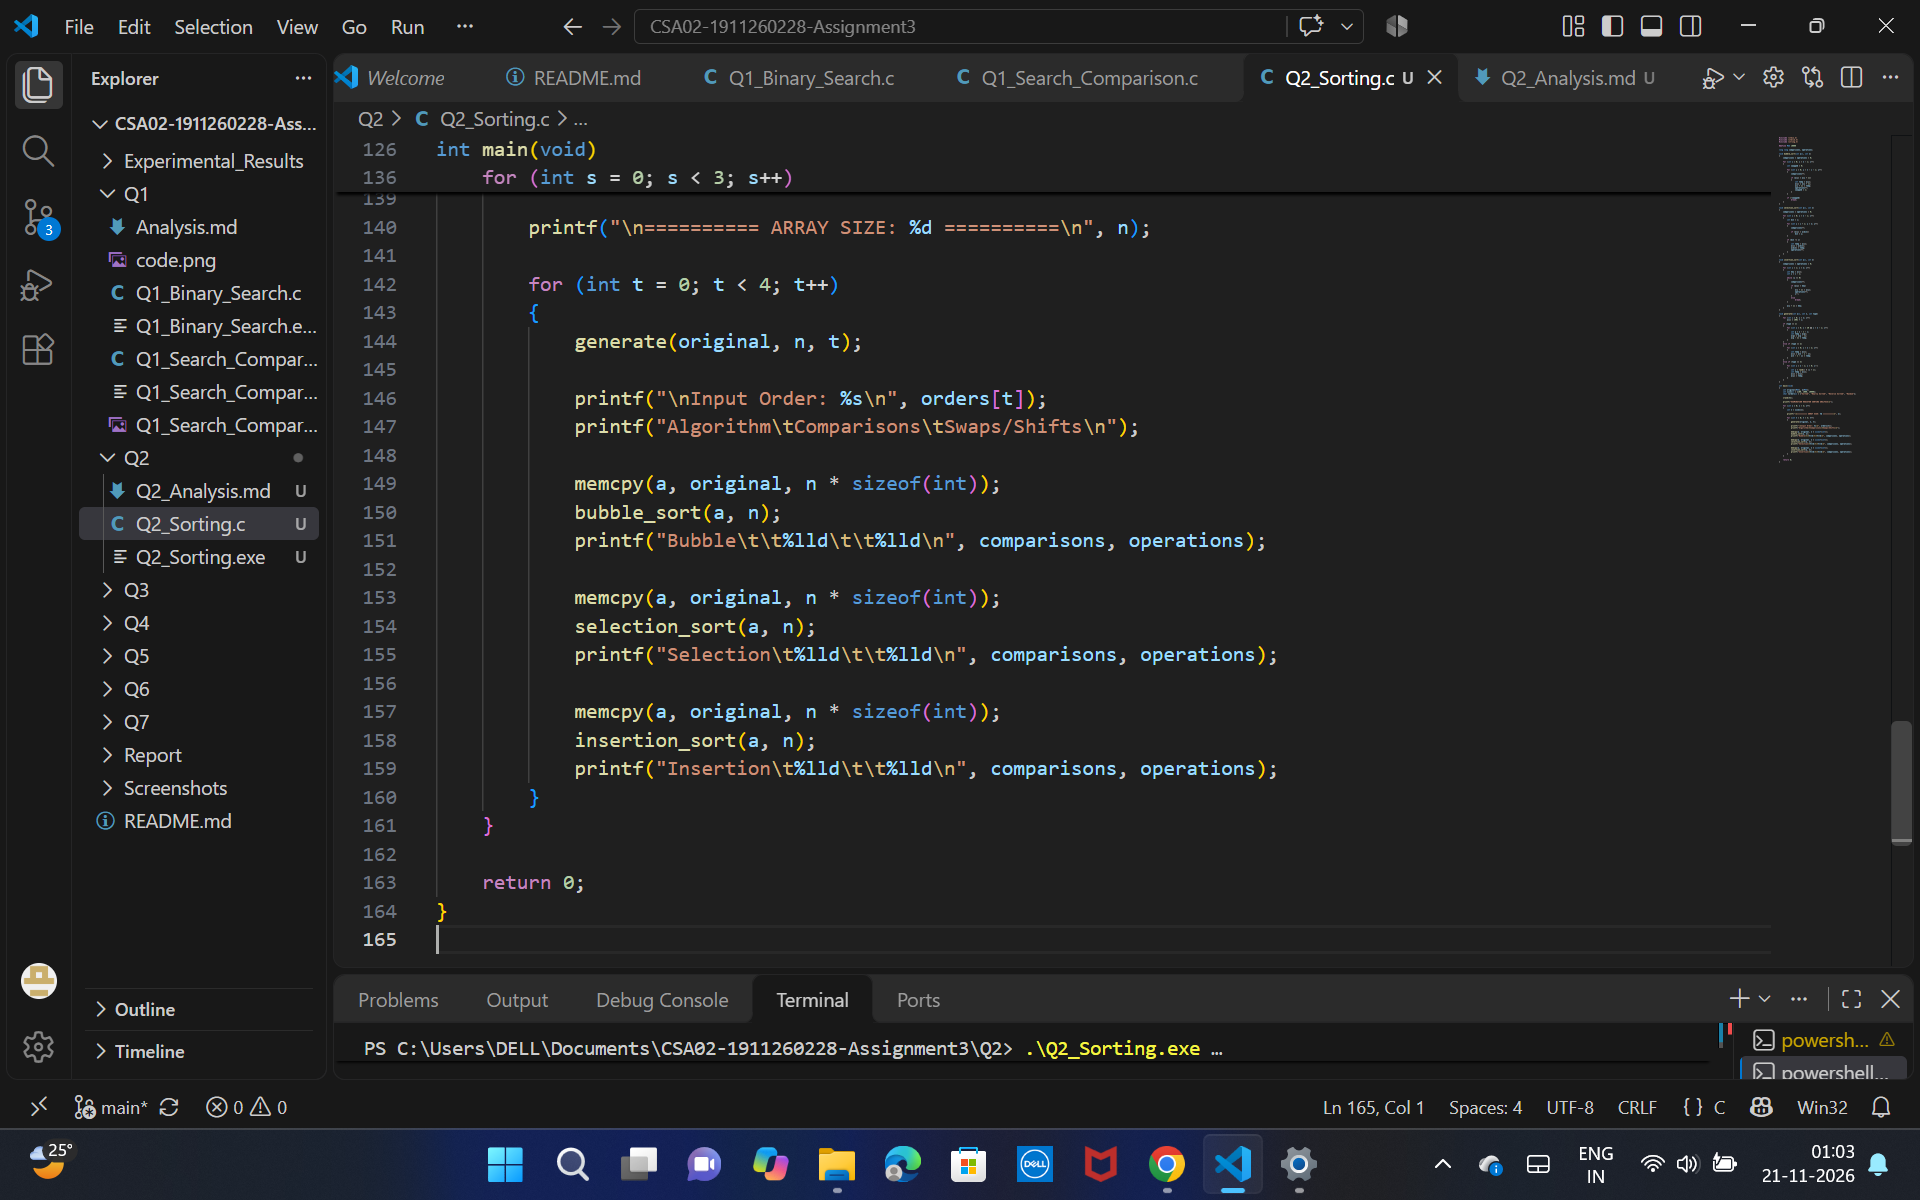 File Edit Selection View Go Run ···
CSA02-1911260228-Assignment3
Explorer ···
CSA02-1911260228-Ass...
Experimental_Results
Q1
Analysis.md
code.png
C Q1_Binary_Search.c
Q1_Binary_Search.e...
C Q1_Search_Compar...
Q1_Search_Compar...
Q1_Search_Compar...
Q2
Q2_Analysis.md U
C Q2_Sorting.c U
Q2_Sorting.exe U
Q3
Q4
Q5
Q6
Q7
Report
Screenshots
README.md
Outline
Timeline
3
Welcome README.md C Q1_Binary_Search.c C Q1_Search_Comparison.c C Q2_Sorting.c U Q2_Analysis.md U
Q2 > C Q2_Sorting.c > ...
126 int main(void)
136 for (int s = 0; s < 3; s++)
139
140 printf("\n========== ARRAY SIZE: %d ==========\n", n);
141
142 for (int t = 0; t < 4; t++)
143 {
144 generate(original, n, t);
145
146 printf("\nInput Order: %s\n", orders[t]);
147 printf("Algorithm\tComparisons\tSwaps/Shifts\n");
148
149 memcpy(a, original, n * sizeof(int));
150 bubble_sort(a, n);
151 printf("Bubble\t\t%lld\t\t%lld\n", comparisons, operations);
152
153 memcpy(a, original, n * sizeof(int));
154 selection_sort(a, n);
155 printf("Selection\t%lld\t\t%lld\n", comparisons, operations);
156
157 memcpy(a, original, n * sizeof(int));
158 insertion_sort(a, n);
159 printf("Insertion\t%lld\t\t%lld\n", comparisons, operations);
160 }
161 }
162
163 return 0;
164 }
165
Problems Output Debug Console Terminal Ports
PS C:\Users\DELL\Documents\CSA02-1911260228-Assignment3\Q2> .\Q2_Sorting.exe ...
powersh...
powershell...
main* 0 0
Ln 165, Col 1 Spaces: 4 UTF-8 CRLF {} C Win32
25°
DELL
ENG
IN
01:03
21-11-2026